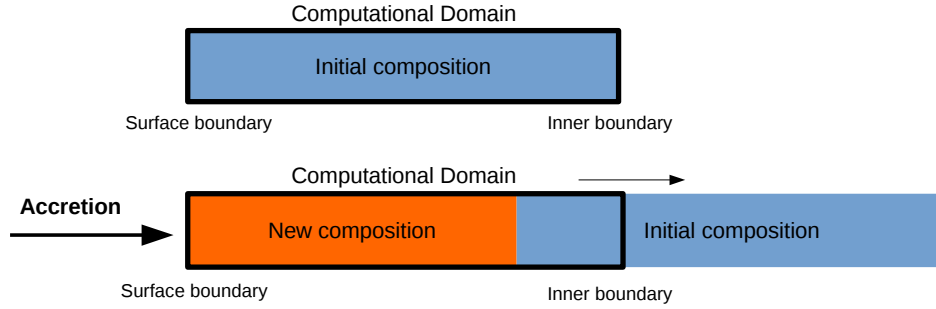 Computational Domain
Initial composition
Surface boundary
Inner boundary
Computational Domain
Accretion
New composition
Initial composition
Surface boundary
Inner boundary